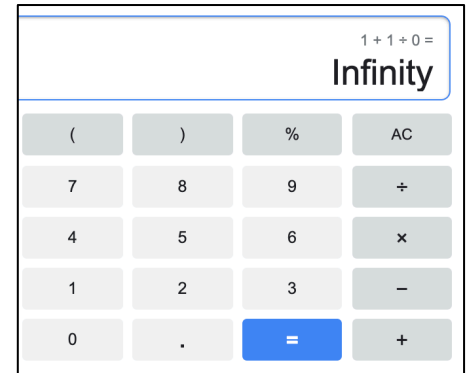 1 + 1 ÷ 0 =
Infinity
( ) % AC
7 8 9 ÷
4 5 6 ×
1 2 3 −
0 . = +